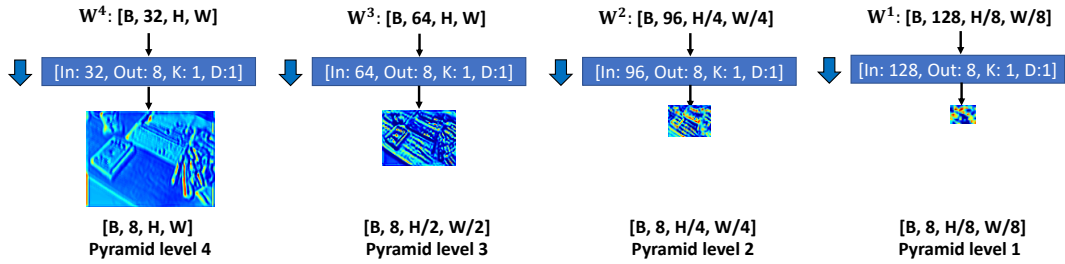 W⁴: [B, 32, H, W]
W³: [B, 64, H, W]
W²: [B, 96, H/4, W/4]
W¹: [B, 128, H/8, W/8]
[In: 32, Out: 8, K: 1, D:1]
[In: 64, Out: 8, K: 1, D:1]
[In: 96, Out: 8, K: 1, D:1]
[In: 128, Out: 8, K: 1, D:1]
[B, 8, H, W]
[B, 8, H/2, W/2]
[B, 8, H/4, W/4]
[B, 8, H/8, W/8]
Pyramid level 4
Pyramid level 3
Pyramid level 2
Pyramid level 1